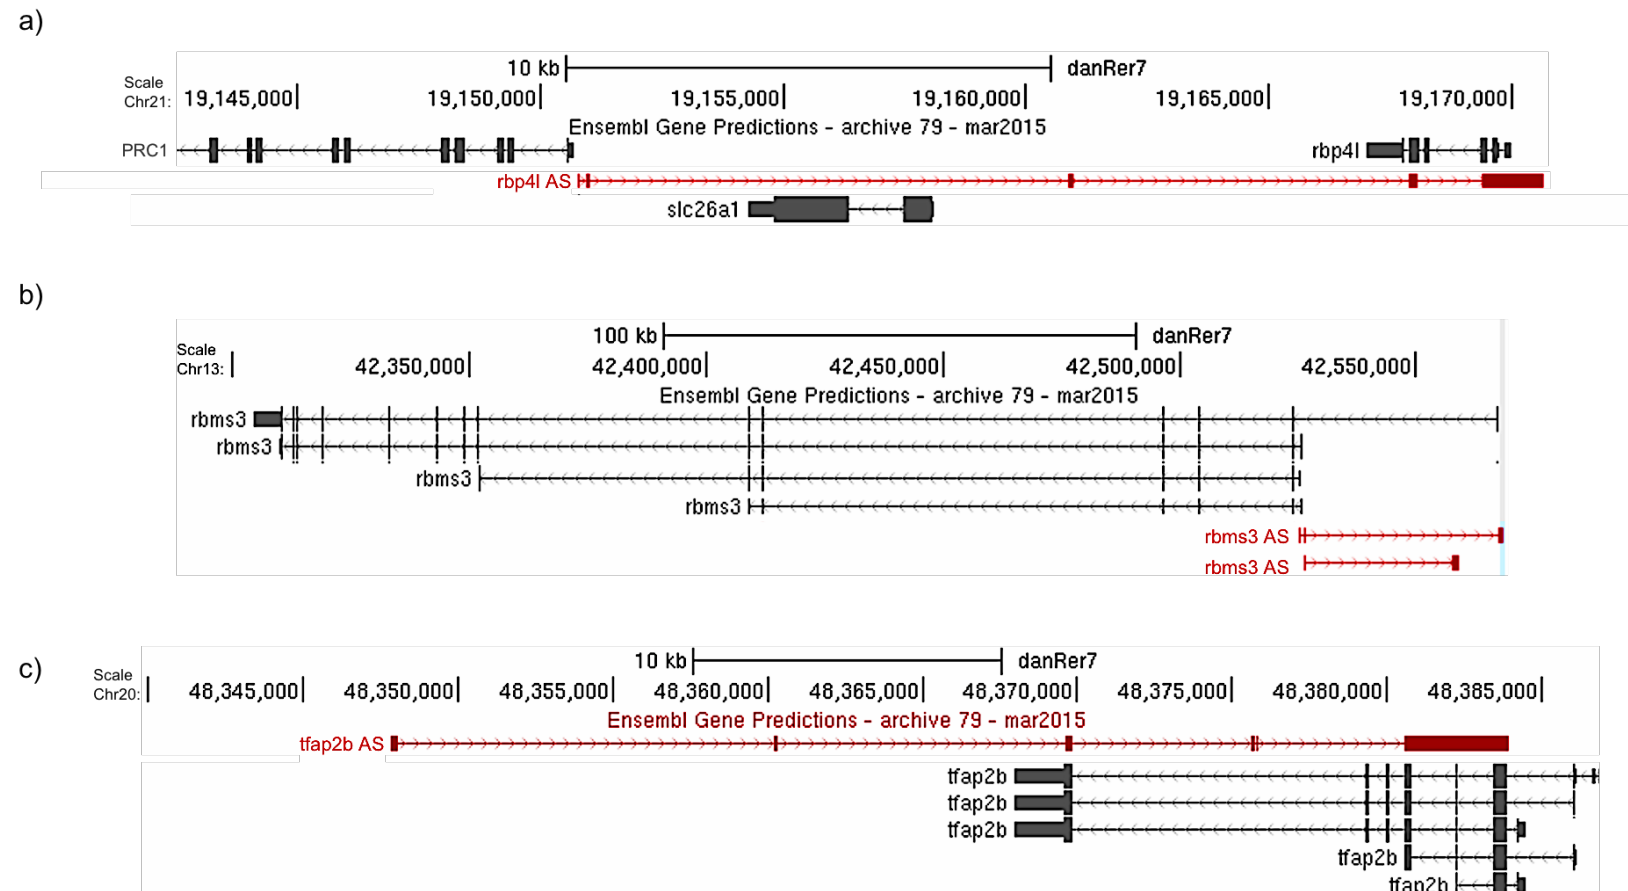 a)
10 kb danRer7
Scale
Chr21: 19,145,000 19,150,000 19,155,000 19,160,000 19,165,000 19,170,000
Ensembl Gene Predictions - archive 79 - mar2015
PRC1 rbp4l
rbp4l AS
slc26a1
b)
100 kb danRer7
Scale
Chr13: 42,350,000 42,400,000 42,450,000 42,500,000 42,550,000
Ensembl Gene Predictions - archive 79 - mar2015
rbms3
rbms3
rbms3
rbms3
rbms3 AS
rbms3 AS
c)
10 kb danRer7
Scale
Chr20: 48,345,000 48,350,000 48,355,000 48,360,000 48,365,000 48,370,000 48,375,000 48,380,000 48,385,000
Ensembl Gene Predictions - archive 79 - mar2015
tfap2b AS
tfap2b
tfap2b
tfap2b
tfap2b
tfap2b